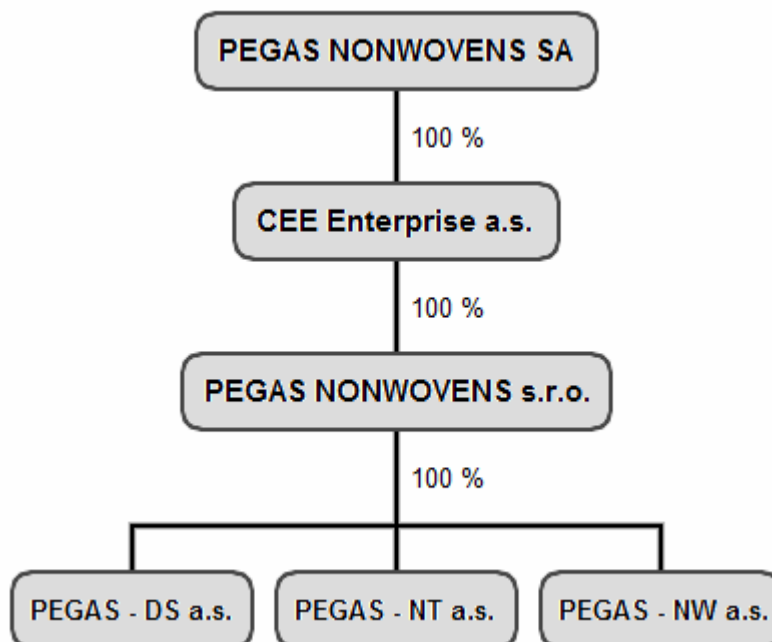 PEGAS NONWOVENS SA
100 %
CEE Enterprise a.s.
100 %
PEGAS NONWOVENS s.r.o.
100 %
PEGAS - DS a.s.
PEGAS - NT a.s.
PEGAS - NW a.s.